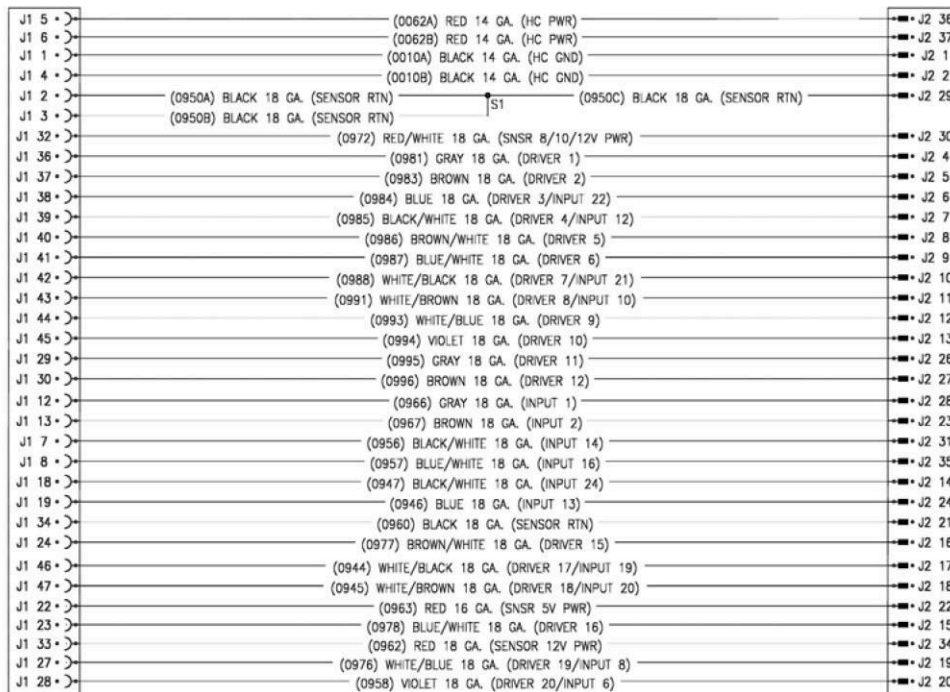 J1 5 (0062A) RED 14 GA. (HC PWR) J2 36
J1 6 (0062B) RED 14 GA. (HC PWR) J2 37
J1 1 (0010A) BLACK 14 GA. (HC GND) J2 1
J1 4 (0010B) BLACK 14 GA. (HC GND) J2 2
J1 2 (0950A) BLACK 18 GA. (SENSOR RTN) S1 (0950C) BLACK 18 GA. (SENSOR RTN) J2 29
J1 3 (0950B) BLACK 18 GA. (SENSOR RTN)
J1 32 (0972) RED/WHITE 18 GA. (SNSR 8/10/12V PWR) J2 30
J1 36 (0981) GRAY 18 GA. (DRIVER 1) J2 4
J1 37 (0983) BROWN 18 GA. (DRIVER 2) J2 5
J1 38 (0984) BLUE 18 GA. (DRIVER 3/INPUT 22) J2 6
J1 39 (0985) BLACK/WHITE 18 GA. (DRIVER 4/INPUT 12) J2 7
J1 40 (0986) BROWN/WHITE 18 GA. (DRIVER 5) J2 8
J1 41 (0987) BLUE/WHITE 18 GA. (DRIVER 6) J2 9
J1 42 (0988) WHITE/BLACK 18 GA. (DRIVER 7/INPUT 21) J2 10
J1 43 (0991) WHITE/BROWN 18 GA. (DRIVER 8/INPUT 10) J2 11
J1 44 (0993) WHITE/BLUE 18 GA. (DRIVER 9) J2 12
J1 45 (0994) VIOLET 18 GA. (DRIVER 10) J2 13
J1 29 (0995) GRAY 18 GA. (DRIVER 11) J2 26
J1 30 (0996) BROWN 18 GA. (DRIVER 12) J2 27
J1 12 (0966) GRAY 18 GA. (INPUT 1) J2 28
J1 13 (0967) BROWN 18 GA. (INPUT 2) J2 23
J1 7 (0956) BLACK/WHITE 18 GA. (INPUT 14) J2 31
J1 8 (0957) BLUE/WHITE 18 GA. (INPUT 16) J2 35
J1 18 (0947) BLACK/WHITE 18 GA. (INPUT 24) J2 14
J1 19 (0946) BLUE 18 GA. (INPUT 13) J2 24
J1 34 (0960) BLACK 18 GA. (SENSOR RTN) J2 21
J1 24 (0977) BROWN/WHITE 18 GA. (DRIVER 15) J2 16
J1 46 (0944) WHITE/BLACK 18 GA. (DRIVER 17/INPUT 19) J2 17
J1 47 (0945) WHITE/BROWN 18 GA. (DRIVER 18/INPUT 20) J2 18
J1 22 (0963) RED 16 GA. (SNSR 5V PWR) J2 22
J1 23 (0978) BLUE/WHITE 18 GA. (DRIVER 16) J2 15
J1 33 (0962) RED 18 GA. (SENSOR 12V PWR) J2 34
J1 27 (0976) WHITE/BLUE 18 GA. (DRIVER 19/INPUT 8) J2 19
J1 28 (0958) VIOLET 18 GA. (DRIVER 20/INPUT 6) J2 29